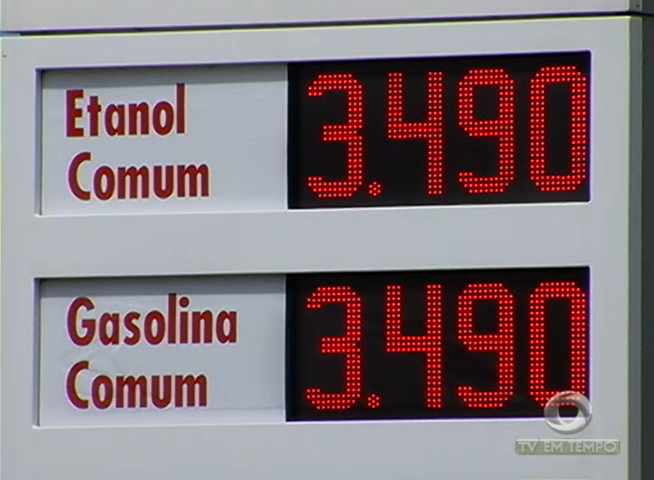 Etanol
Comum
3.490
Gasolina
Comum
3.490
TV EM TEMPO